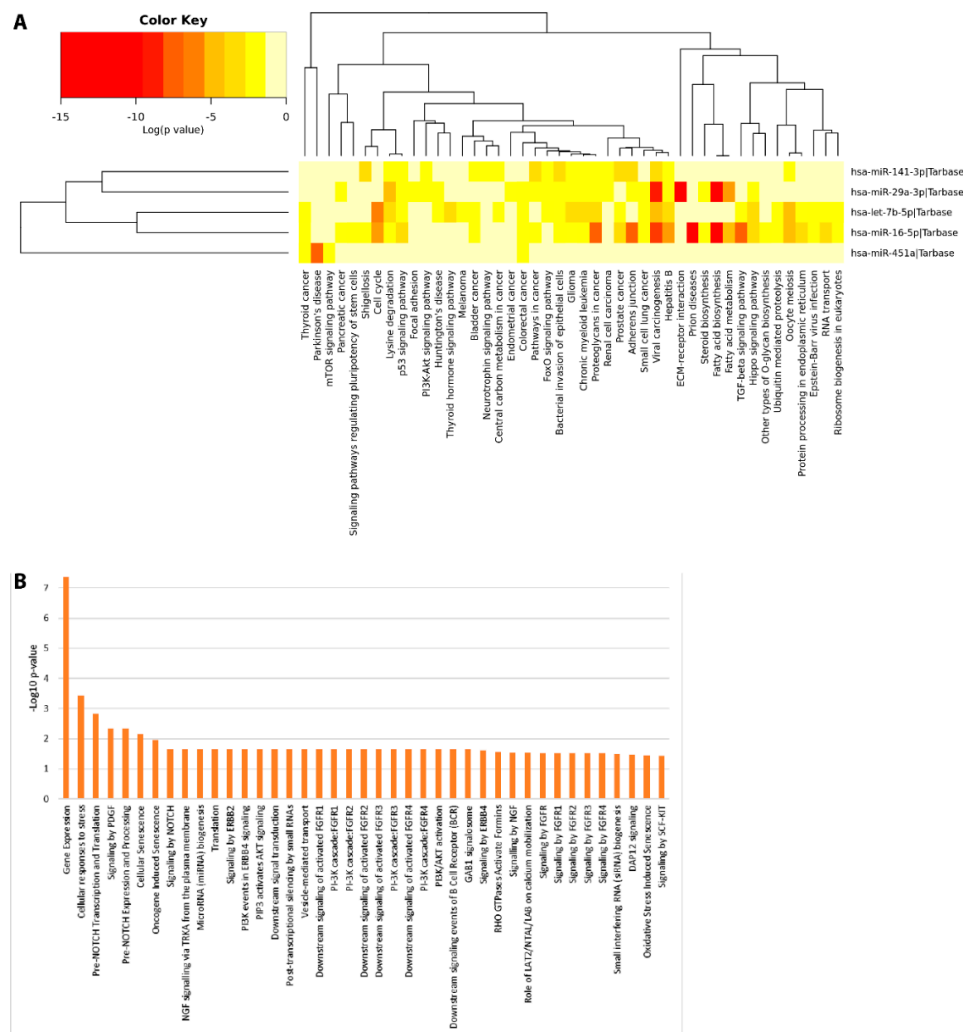 A
Color Key
-15
-10
-5
0
Log(p value)
hsa-miR-141-3p|Tarbase
hsa-miR-29a-3p|Tarbase
hsa-let-7b-5p|Tarbase
hsa-miR-16-5p|Tarbase
hsa-miR-451a|Tarbase
Thyroid cancer
Parkinson's disease
mTOR signaling pathway
Pancreatic cancer
Signaling pathways regulating pluripotency of stem cells
Shigellosis
Cell cycle
Lysine degradation
p53 signaling pathway
Focal adhesion
PI3K-Akt signaling pathway
Huntington's disease
Thyroid hormone signaling pathway
Melanoma
Bladder cancer
Neurotrophin signaling pathway
Central carbon metabolism in cancer
Endometrial cancer
Colorectal cancer
Pathways in cancer
FoxO signaling pathway
Bacterial invasion of epithelial cells
Glioma
Chronic myeloid leukemia
Proteoglycans in cancer
Renal cell carcinoma
Prostate cancer
Adherens junction
Small cell lung cancer
Viral carcinogenesis
Hepatitis B
ECM-receptor interaction
Prion diseases
Steroid biosynthesis
Fatty acid biosynthesis
Fatty acid metabolism
TGF-beta signaling pathway
Hippo signaling pathway
Other types of O-glycan biosynthesis
Ubiquitin mediated proteolysis
Oocyte meiosis
Protein processing in endoplasmic reticulum
Epstein-Barr virus infection
RNA transport
Ribosome biogenesis in eukaryotes
B
-Log10 p-value
7
6
5
4
3
2
1
0
Gene Expression
Cellular responses to stress
Pre-NOTCH Transcription and Translation
Signaling by PDGF
Pre-NOTCH Expression and Processing
Cellular Senescence
Oncogene Induced Senescence
Signaling by NOTCH
NGF signalling via TRKA from the plasma membrane
MicroRNA (miRNA) biogenesis
Translation
Signaling by ERBB2
PI3K events in ERBB4 signaling
PIP3 activates AKT signaling
Downstream signal transduction
Post-transcriptional silencing by small RNAs
Vesicle-mediated transport
Downstream signaling of activated FGFR1
PI-3K cascade:FGFR1
PI-3K cascade:FGFR2
Downstream signaling of activated FGFR2
Downstream signaling of activated FGFR3
PI-3K cascade:FGFR3
Downstream signaling of activated FGFR4
PI-3K cascade:FGFR4
PI3K/AKT activation
Downstream signaling events of B Cell Receptor (BCR)
GAB1 signalosome
Signaling by ERBB4
RHO GTPases Activate Formins
Signalling by NGF
Role of LAT2/NTAL/LAB on calcium mobilization
Signaling by FGFR
Signaling by FGFR1
Signaling by FGFR2
Signaling by FGFR3
Signaling by FGFR4
Small interfering RNA (siRNA) biogenesis
DAP12 signaling
Oxidative Stress Induced Senescence
Signaling by SCF-KIT